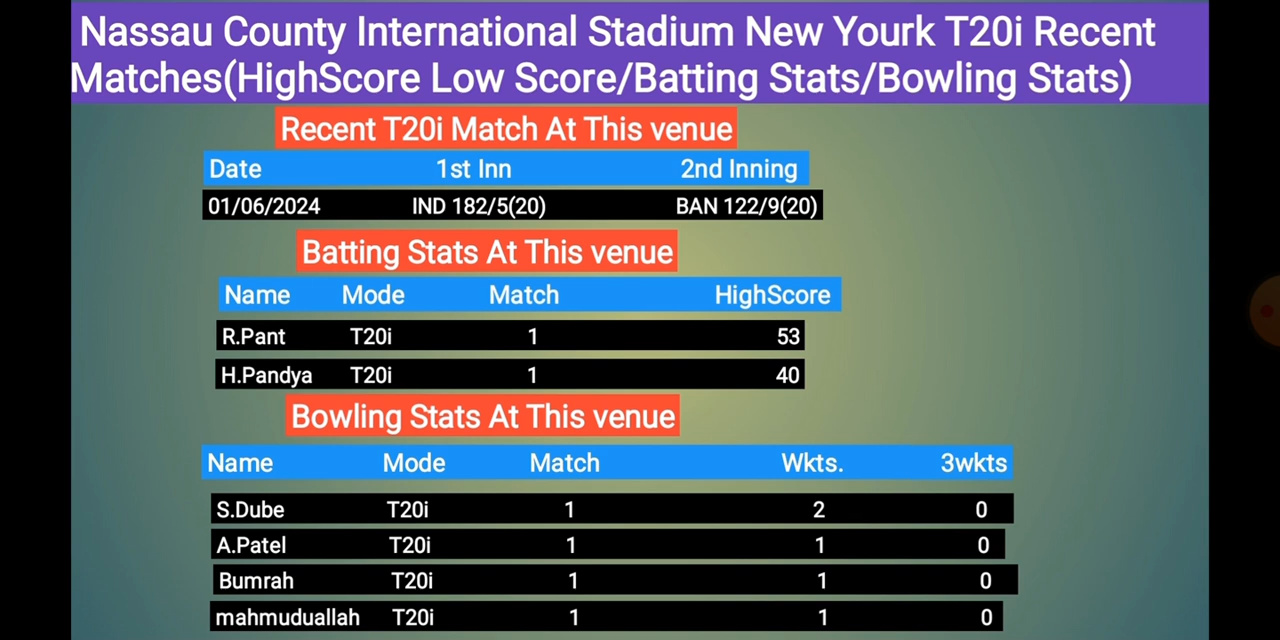 Nassau County International Stadium New Yourk T20i Recent
Matches(HighScore Low Score/Batting Stats/Bowling Stats)
Recent T20i Match At This venue
Date 1st Inn 2nd Inning
01/06/2024 IND 182/5(20) BAN 122/9(20)
Batting Stats At This venue
Name Mode Match HighScore
R.Pant T20i 1 53
H.Pandya T20i 1 40
Bowling Stats At This venue
Name Mode Match Wkts. 3wkts
S.Dube T20i 1 2 0
A.Patel T20i 1 1 0
Bumrah T20i 1 1 0
mahmuduallah T20i 1 1 0